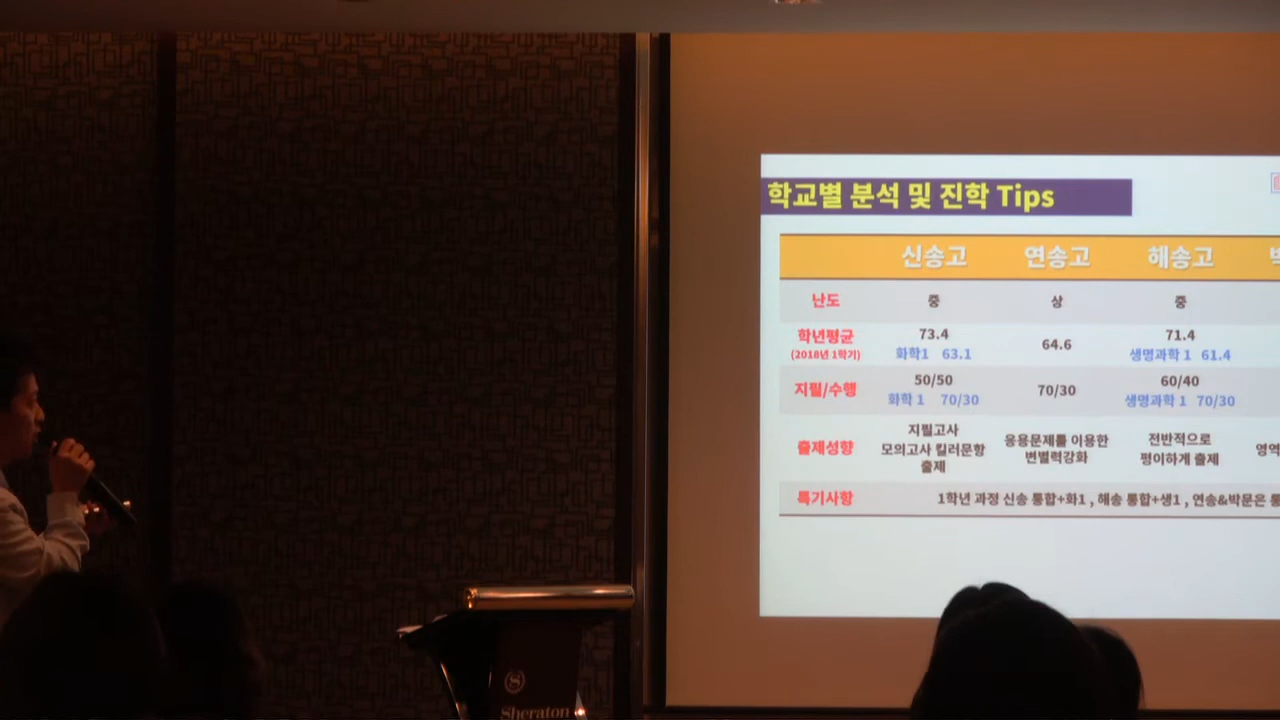 학교별 분석 및 진학 Tips
신송고 연송고 해송고
난도 중 상 중
학년평균 73.4 64.6 71.4
(2018년 1학기) 화학1 63.1 생명과학 1 61.4
지필/수행 50/50 70/30 60/40
화학 1 70/30 생명과학 1 70/30
출제성향 지필고사 응용문제를 이용한 전반적으로 영역
모의고사 킬러문항 변별력강화 평이하게 출제
출제
특기사항 1학년 과정 신송 통합+화1 , 해송 통합+생1 , 연송&박문은 통
S
Sheraton